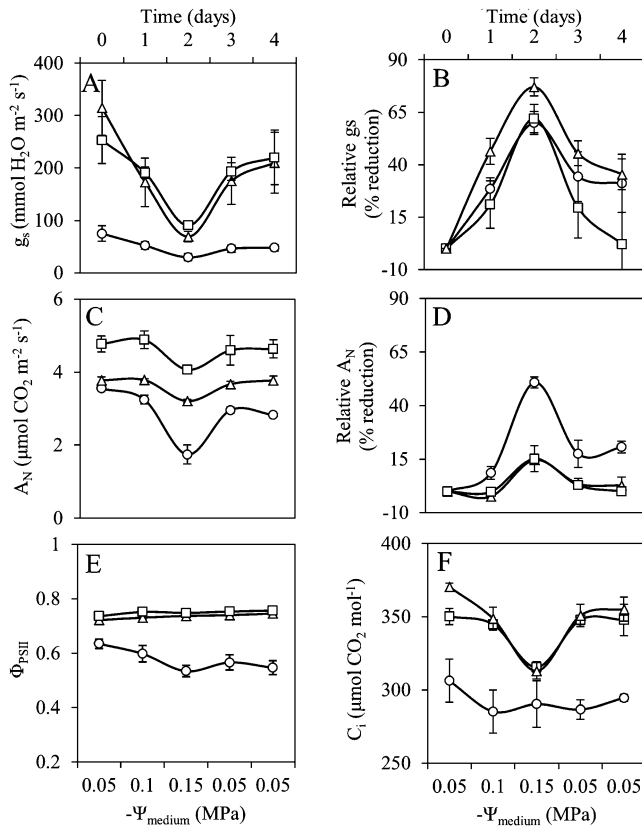 Time (days)
0 1 2 3 4
A
400
300
200
100
0
gₛ (mmol H₂O m⁻² s⁻¹)
Time (days)
0 1 2 3 4
B
90
65
40
15
-10
Relative gs
(% reduction)
C
6
4
2
0
A_N (µmol CO₂ m⁻² s⁻¹)
D
90
65
40
15
-10
Relative A_N
(% reduction)
E
1
0.8
0.6
0.4
0.2
Φ_PSII
0.05 0.1 0.15 0.05 0.05
-Ψ_medium (MPa)
F
400
350
300
250
Cᵢ (µmol CO₂ mol⁻¹)
0.05 0.1 0.15 0.05 0.05
-Ψ_medium (MPa)